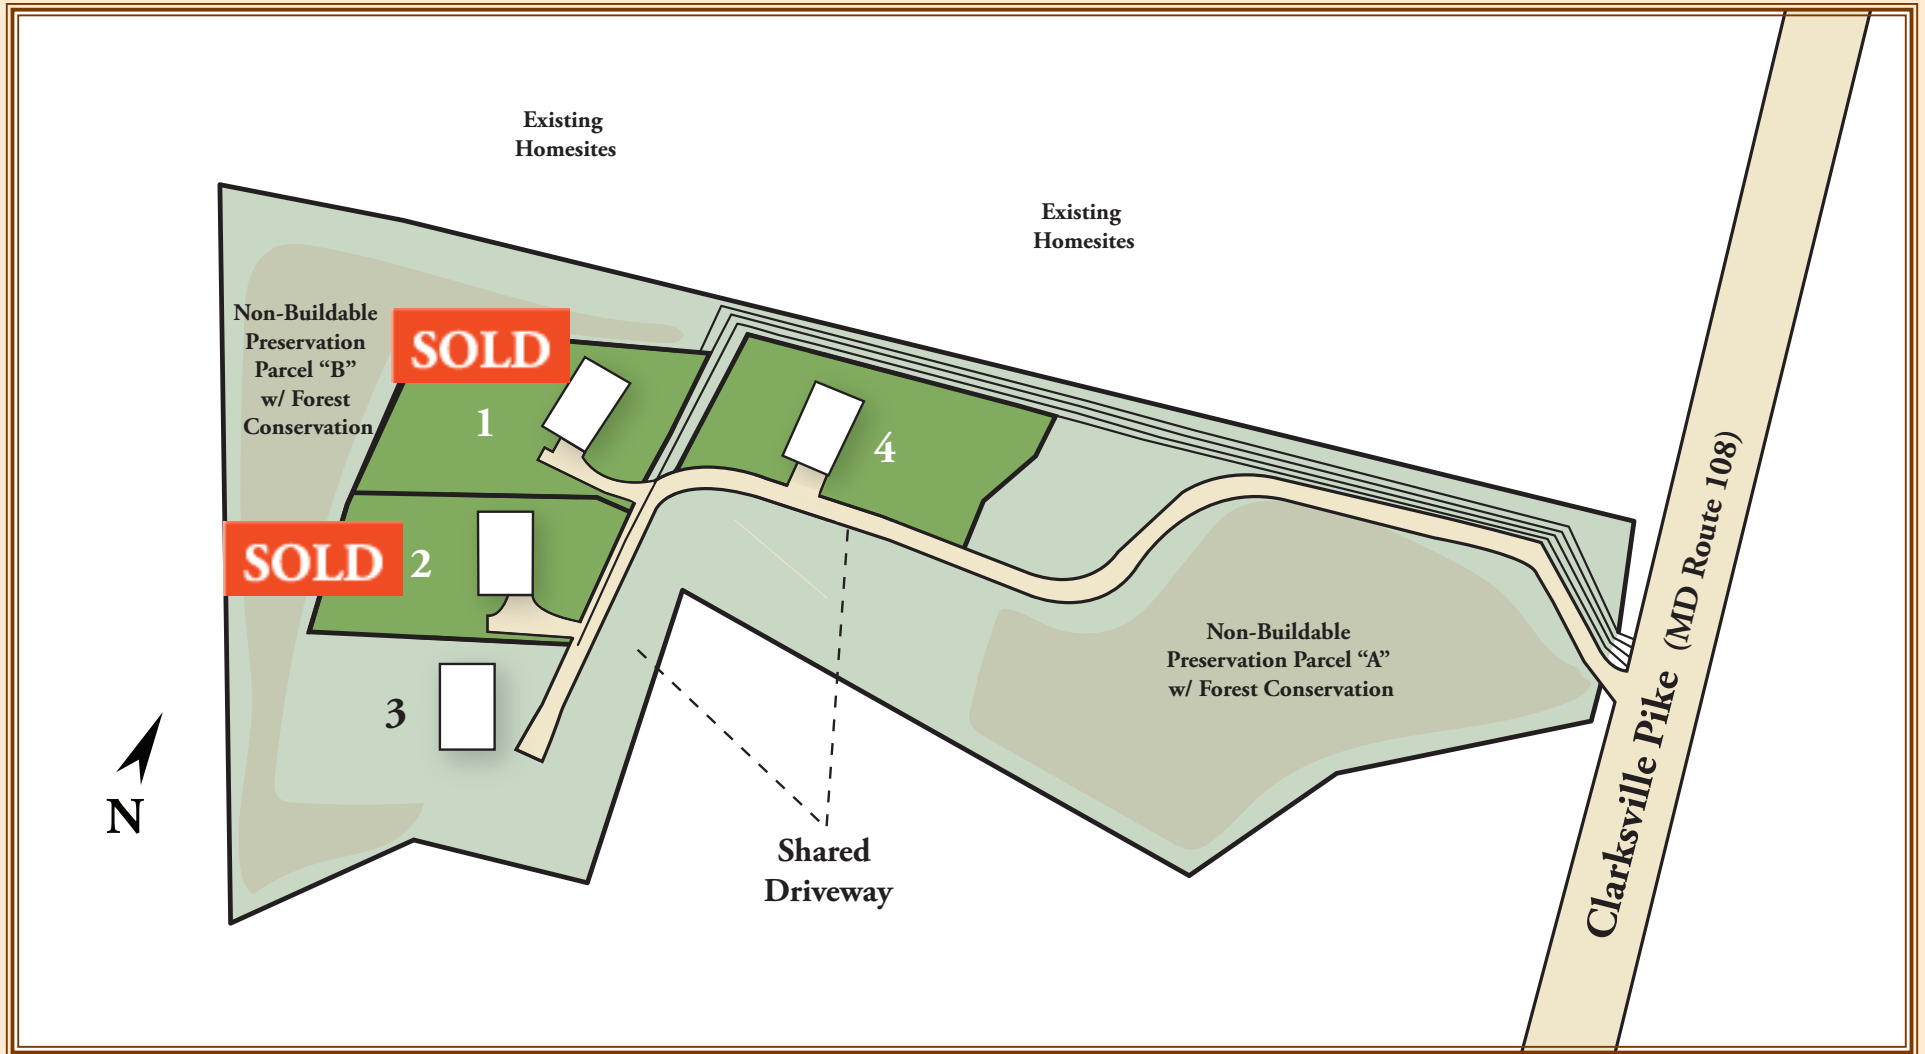 Existing
Homesites
Existing
Homesites
Non-Buildable
Preservation
Parcel “B”
w/ Forest
Conservation
SOLD
1
4
SOLD
2
3
Non-Buildable
Preservation Parcel “A”
w/ Forest Conservation
Clarksville Pike (MD Route 108)
N
Shared
Driveway